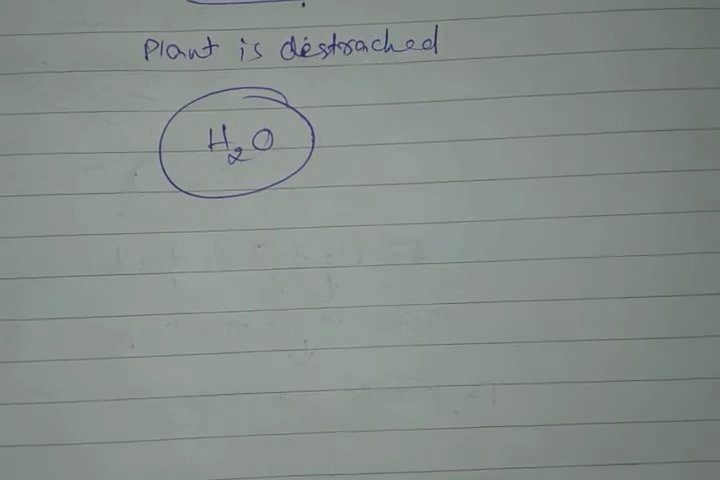 Plant is destrached
H₂O